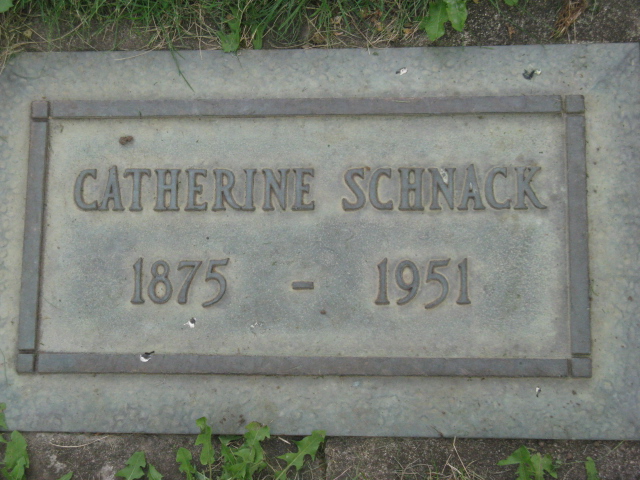 CATHERINE SCHNACK
1875 - 1951